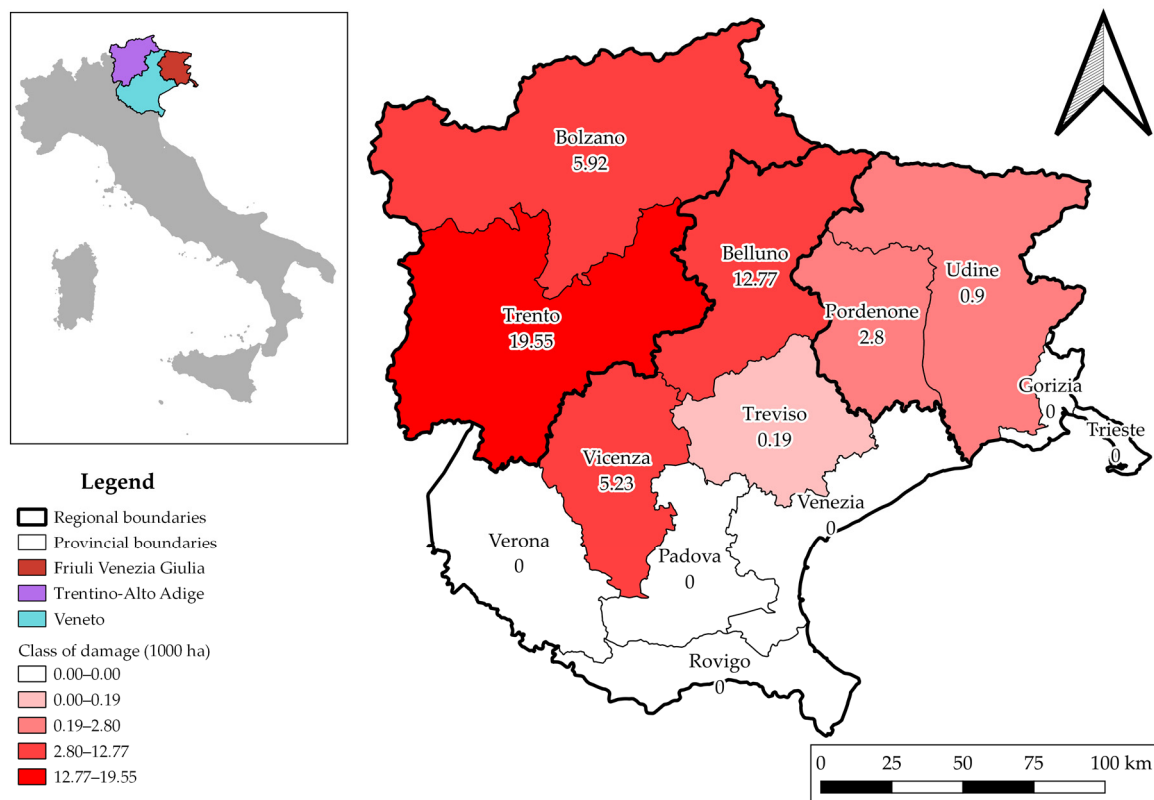 Bolzano
5.92
Belluno
12.77
Udine
0.9
Pordenone
2.8
Trento
19.55
Gorizia
0
Treviso
0.19
Trieste
0
Vicenza
5.23
Venezia
0
Verona
0
Padova
0
Rovigo
0
Legend
Regional boundaries
Provincial boundaries
Friuli Venezia Giulia
Trentino-Alto Adige
Veneto
Class of damage (1000 ha)
0.00–0.00
0.00–0.19
0.19–2.80
2.80–12.77
12.77–19.55
0 25 50 75 100 km